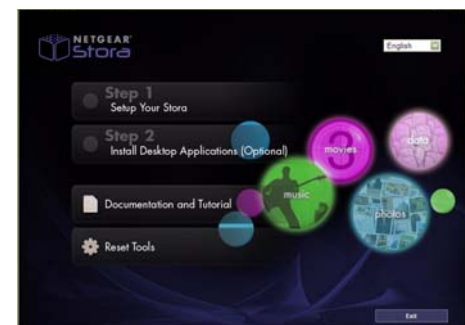 NETGEAR
Stora
English
Step 1
Setup Your Stora
Step 2
Install Desktop Applications (Optional)
movies
3
data
music
photos
Documentation and Tutorial
Reset Tools
Exit